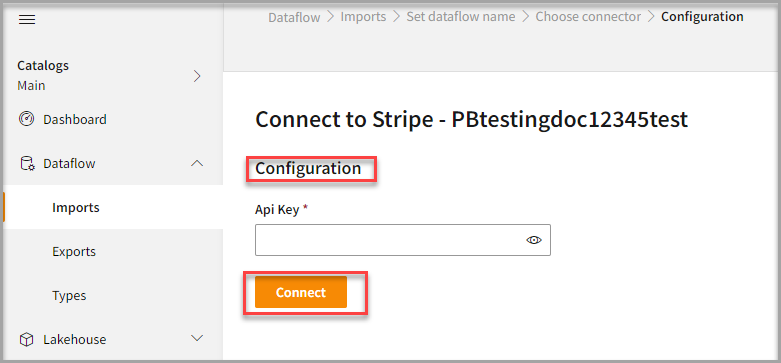 Dataflow > Imports > Set dataflow name > Choose connector > Configuration
Catalogs
Main
Dashboard
Dataflow
Imports
Exports
Types
Lakehouse
Connect to Stripe - PBtestingdoc12345test
Configuration
Api Key *
Connect